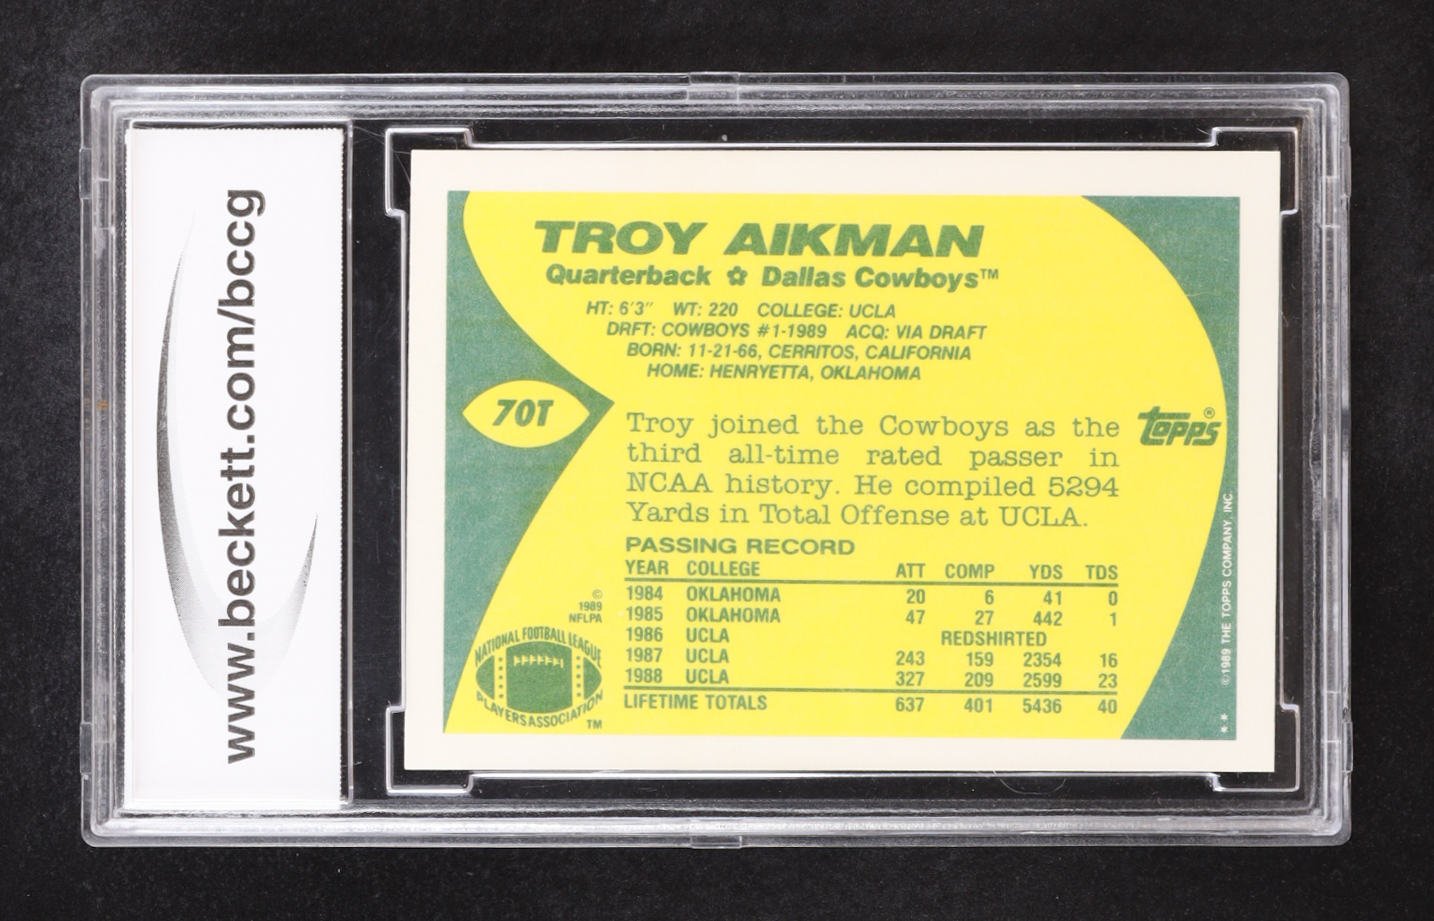 www.beckett.com/bccg
TROY AIKMAN
Quarterback ✿ Dallas Cowboys™
HT: 6'3" WT: 220 COLLEGE: UCLA
DRFT: COWBOYS #1-1989 ACQ: VIA DRAFT
BORN: 11-21-66, CERRITOS, CALIFORNIA
HOME: HENRYETTA, OKLAHOMA
70T
Troy joined the Cowboys as the
third all-time rated passer in
NCAA history. He compiled 5294
Yards in Total Offense at UCLA.
TOPPS®
PASSING RECORD
YEAR COLLEGE ATT COMP YDS TDS
1984 OKLAHOMA 20 6 41 0
1985 OKLAHOMA 47 27 442 1
1986 UCLA REDSHIRTED
1987 UCLA 243 159 2354 16
1988 UCLA 327 209 2599 23
LIFETIME TOTALS 637 401 5436 40
©
1989
NFLPA
NATIONAL FOOTBALL LEAGUE
PLAYERS ASSOCIATION
TM
©1989 THE TOPPS COMPANY, INC.
**